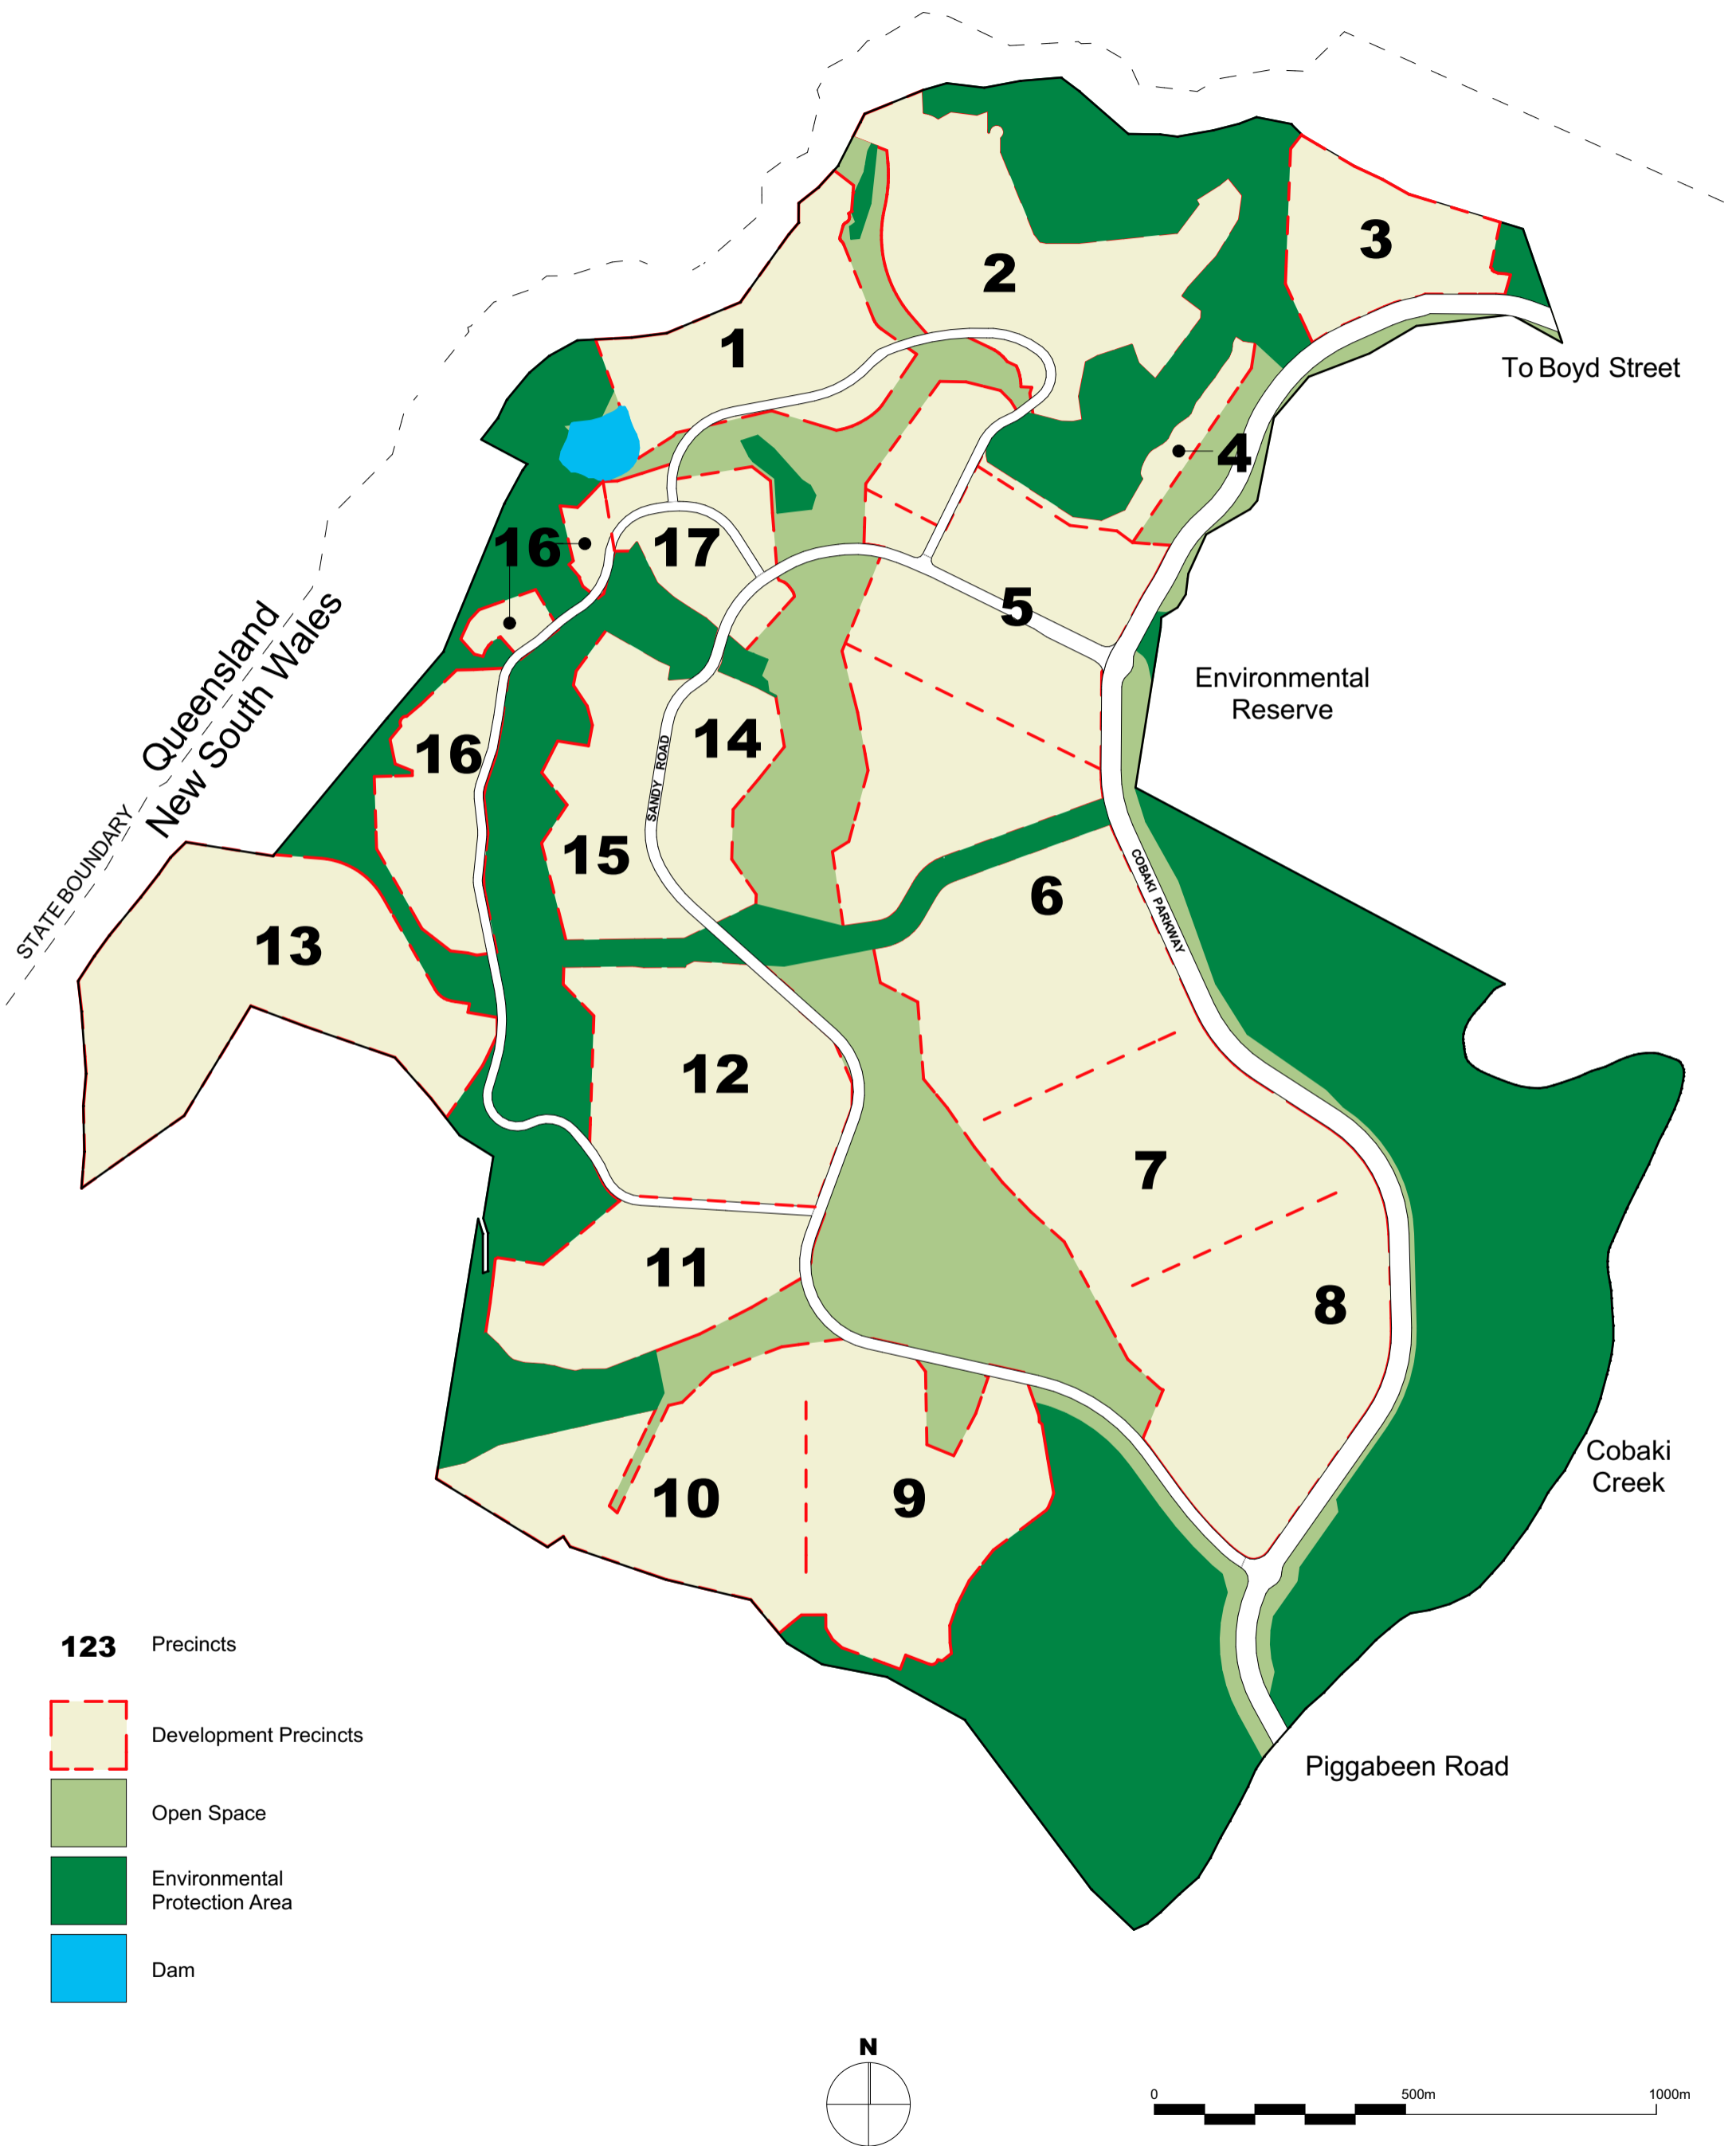 2
3
1
To Boyd Street
4
16
17
5
Queensland
New South Wales
Environmental
Reserve
14
16
SANDY ROAD
STATE BOUNDARY
15
COBAKI PARKWAY
6
13
12
7
11
8
Cobaki
Creek
10
9
123
Precincts
Development Precincts
Open Space
Environmental
Protection Area
Dam
Piggabeen Road
N
0
500m
1000m